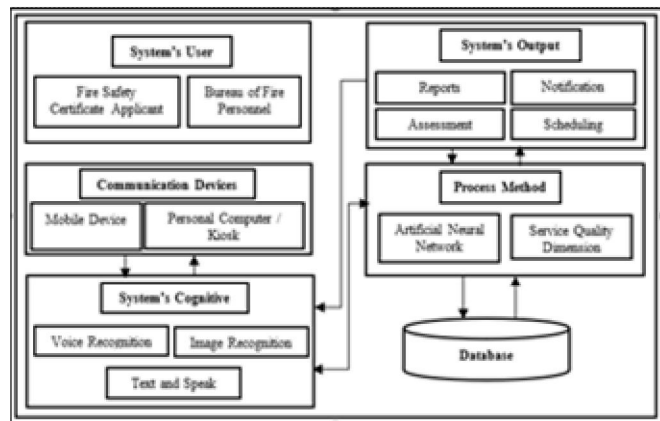 System's User
Fire Safety
Certificate Applicant
Bureau of Fire
Personnel
Communication Devices
Mobile Device
Personal Computer /
Kiosk
System's Cognitive
Voice Recognition
Image Recognition
Text and Speak
System's Output
Reports
Notification
Assessment
Scheduling
Process Method
Artificial Neural
Network
Service Quality
Dimension
Database